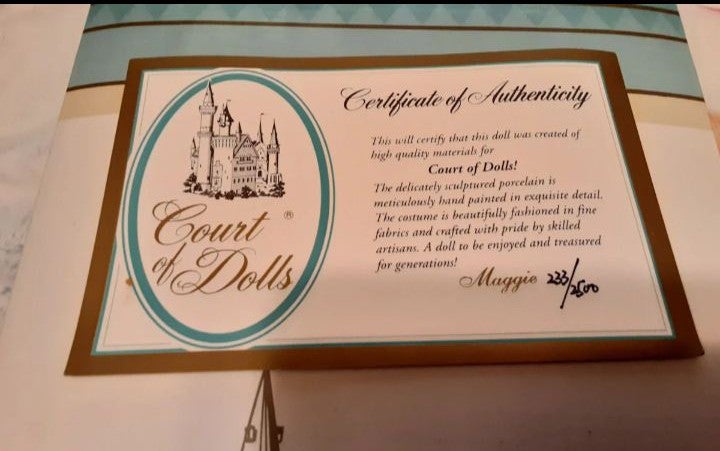 Court ®
of Dolls
Certificate of Authenticity
This will certify that this doll was created of
high quality materials for
Court of Dolls!
The delicately sculptured porcelain is
meticulously hand painted in exquisite detail.
The costume is beautifully fashioned in fine
fabrics and crafted with pride by skilled
artisans. A doll to be enjoyed and treasured
for generations!
Maggie 233/2500